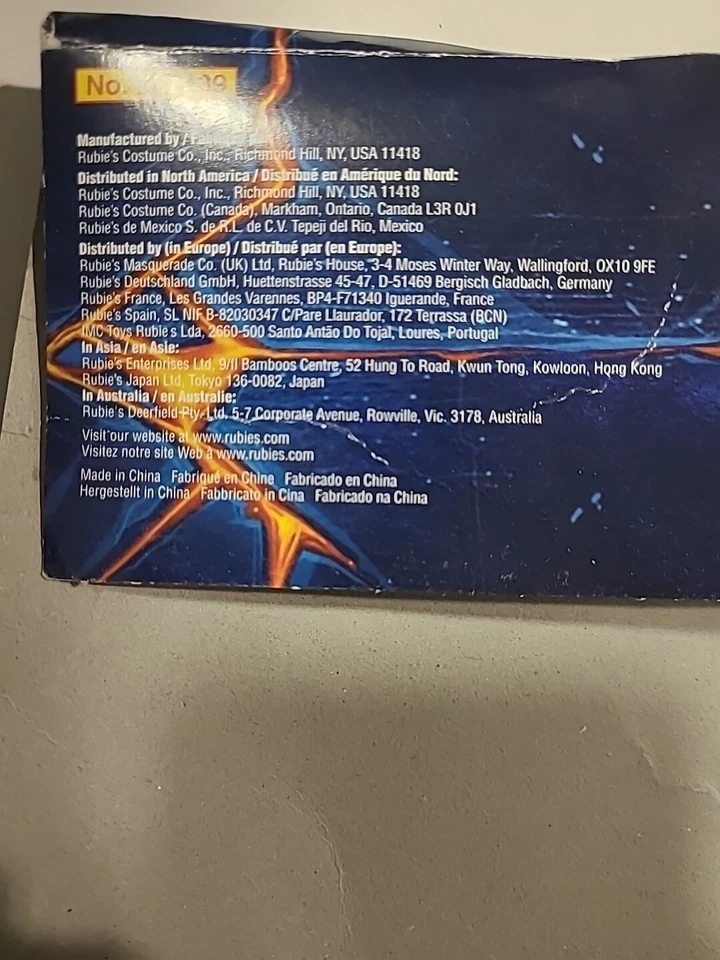 No. 09
Manufactured by /
Rubie's Costume Co., Inc., Richmond Hill, NY, USA 11418
Distributed in North America / Distribué en Amérique du Nord:
Rubie's Costume Co., Inc., Richmond Hill, NY, USA 11418
Rubie's Costume Co. (Canada), Markham, Ontario, Canada L3R 0J1
Rubie's de Mexico S. de R.L. de C.V. Tepeji del Rio, Mexico
Distributed by (in Europe) / Distribué par (en Europe):
Rubie's Masquerade Co. (UK) Ltd, Rubie's House, 3-4 Moses Winter Way, Wallingford, OX10 9FE
Rubie's Deutschland GmbH, Huettenstrasse 45-47, D-51469 Bergisch Gladbach, Germany
Rubie's France, Les Grandes Varennes, BP4-F71340 Iguerande, France
Rubie's Spain, SL NIF B-82030347 C/Pare Llaurador, 172 Terrassa (BCN)
IMC Toys Rubie s Lda, 2660-500 Santo Antão Do Tojal, Loures, Portugal
In Asia / en Asie:
Rubie's Enterprises Ltd, 9/fl Bamboos Centre, 52 Hung To Road, Kwun Tong, Kowloon, Hong Kong
Rubie's Japan Ltd, Tokyo 136-0082, Japan
In Australia / en Australie:
Rubie's Deerfield Pty. Ltd, 5-7 Corporate Avenue, Rowville, Vic. 3178, Australia
Visit our website at www.rubies.com
Visitez notre site Web à www.rubies.com
Made in China Fabriqué en Chine Fabricado en China
Hergestellt in China Fabbricato in Cina Fabricado na China